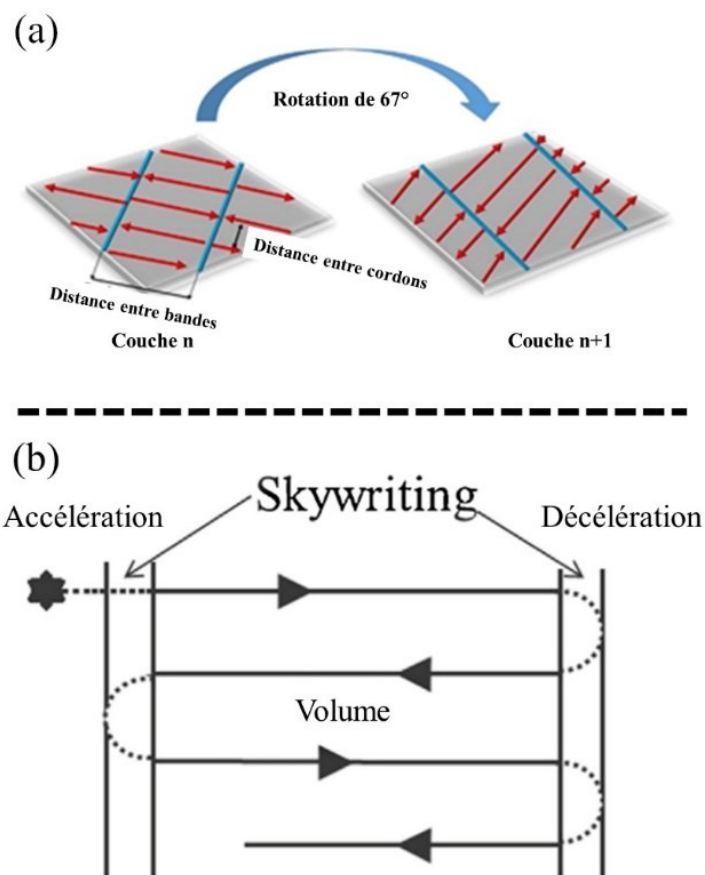 (a)
Rotation de 67°
Distance entre cordons
Distance entre bandes
Couche n
Couche n+1
(b)
Skywriting
Accélération
Décélération
Volume